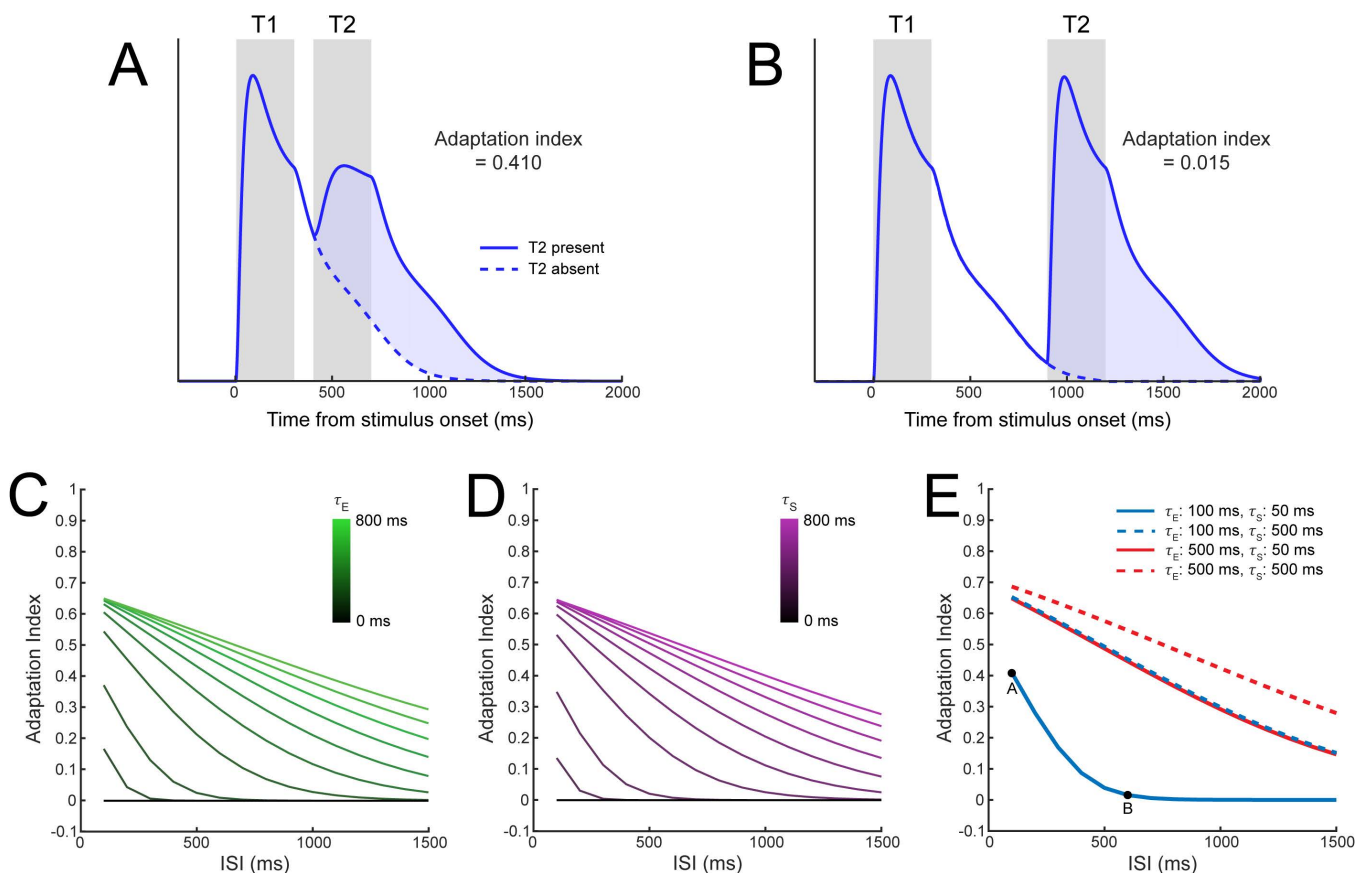 A
T1 T2
Adaptation index
= 0.410
T2 present
T2 absent
0 500 1000 1500 2000
Time from stimulus onset (ms)
B
T1 T2
Adaptation index
= 0.015
0 500 1000 1500 2000
Time from stimulus onset (ms)
C
Adaptation Index
1
0.9
0.8
0.7
0.6
0.5
0.4
0.3
0.2
0.1
0
-0.1
τE
800 ms
0 ms
500 1000 1500
ISI (ms)
D
Adaptation Index
1
0.9
0.8
0.7
0.6
0.5
0.4
0.3
0.2
0.1
0
-0.1
τS
800 ms
0 ms
500 1000 1500
ISI (ms)
E
Adaptation Index
1
0.9
0.8
0.7
0.6
0.5
0.4
0.3
0.2
0.1
0
-0.1
τE: 100 ms, τS: 50 ms
τE: 100 ms, τS: 500 ms
τE: 500 ms, τS: 50 ms
τE: 500 ms, τS: 500 ms
A
B
500 1000 1500
ISI (ms)